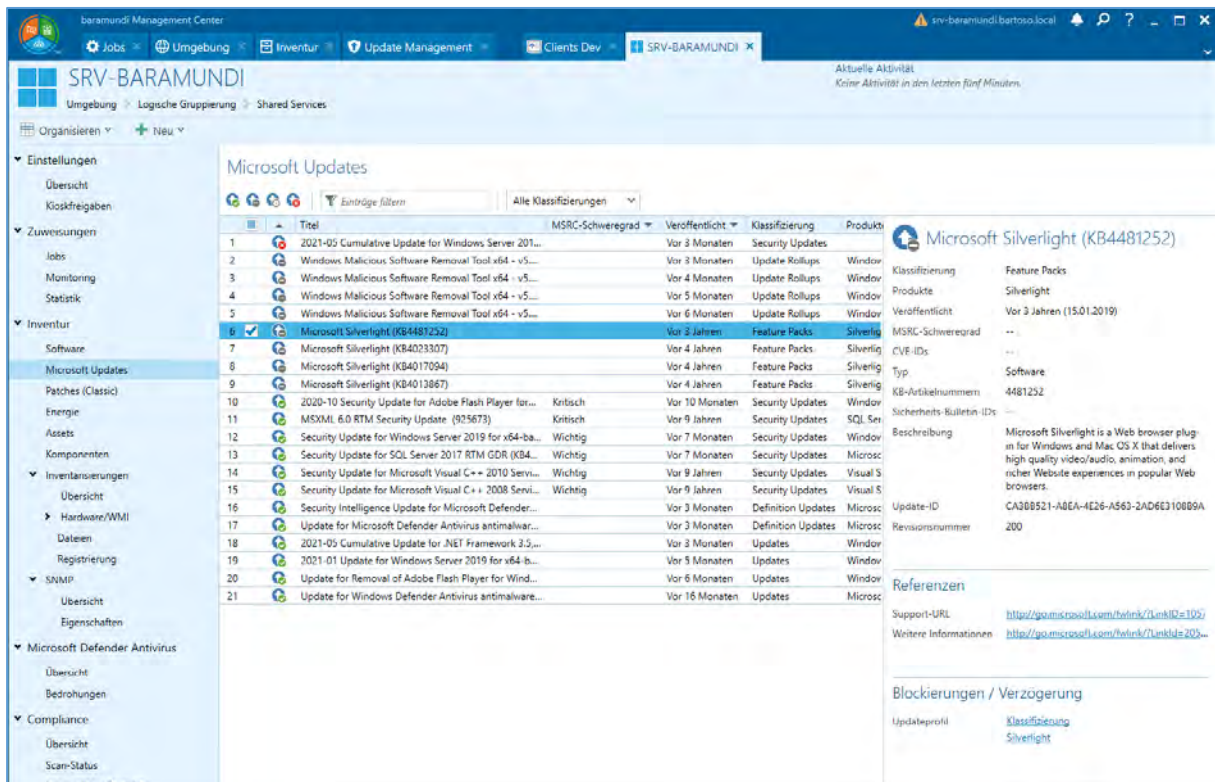 baramundi Management Center
srv-baramundi.bartoso.local
?
Jobs
Umgebung
Inventur
Update Management
Clients Dev
SRV-BARAMUNDI
SRV-BARAMUNDI
Umgebung Logische Gruppierung Shared Services
Aktuelle Aktivität
Keine Aktivität in den letzten fünf Minuten.
Organisieren
Neu
Einstellungen
Übersicht
Kioskfreigaben
Zuweisungen
Jobs
Monitoring
Statistik
Inventur
Software
Microsoft Updates
Patches (Classic)
Energie
Assets
Komponenten
Inventarisierungen
Übersicht
Hardware/WMI
Dateien
Registrierung
SNMP
Übersicht
Eigenschaften
Microsoft Defender Antivirus
Übersicht
Bedrohungen
Compliance
Übersicht
Scan-Status
Microsoft Updates
Einträge filtern
Alle Klassifizierungen
Titel MSRC-Schweregrad Veröffentlicht Klassifizierung Produkte
1 2021-05 Cumulative Update for Windows Server 201... Vor 3 Monaten Security Updates
2 Windows Malicious Software Removal Tool x64 - v5.... Vor 3 Monaten Update Rollups Window
3 Windows Malicious Software Removal Tool x64 - v5.... Vor 4 Monaten Update Rollups Window
4 Windows Malicious Software Removal Tool x64 - v5.... Vor 5 Monaten Update Rollups Window
5 Windows Malicious Software Removal Tool x64 - v5.... Vor 6 Monaten Update Rollups Window
6 Microsoft Silverlight (KB4481252) Vor 3 Jahren Feature Packs Silverlig
7 Microsoft Silverlight (KB4023307) Vor 4 Jahren Feature Packs Silverlig
8 Microsoft Silverlight (KB4017094) Vor 4 Jahren Feature Packs Silverlig
9 Microsoft Silverlight (KB4013867) Vor 4 Jahren Feature Packs Silverlig
10 2020-10 Security Update for Adobe Flash Player for... Kritisch Vor 10 Monaten Security Updates Window
11 MSXML 6.0 RTM Security Update (925673) Kritisch Vor 9 Jahren Security Updates SQL Ser
12 Security Update for Windows Server 2019 for x64-ba... Wichtig Vor 7 Monaten Security Updates Window
13 Security Update for SQL Server 2017 RTM GDR (KB4... Wichtig Vor 7 Monaten Security Updates Microsc
14 Security Update for Microsoft Visual C++ 2010 Servi... Wichtig Vor 9 Jahren Security Updates Visual S
15 Security Update for Microsoft Visual C++ 2008 Servi... Wichtig Vor 9 Jahren Security Updates Visual S
16 Security Intelligence Update for Microsoft Defender... Vor 3 Monaten Definition Updates Microsc
17 Update for Microsoft Defender Antivirus antimalwar... Vor 3 Monaten Definition Updates Microsc
18 2021-05 Cumulative Update for .NET Framework 3.5,... Vor 3 Monaten Updates Window
19 2021-01 Update for Windows Server 2019 for x64-b... Vor 5 Monaten Updates Window
20 Update for Removal of Adobe Flash Player for Wind... Vor 6 Monaten Updates Window
21 Update for Windows Defender Antivirus antimalware... Vor 16 Monaten Updates Microsc
Microsoft Silverlight (KB4481252)
Klassifizierung Feature Packs
Produkte Silverlight
Veröffentlicht Vor 3 Jahren (15.01.2019)
MSRC-Schweregrad --
CVE-IDs --
Typ Software
KB-Artikelnummern 4481252
Sicherheits-Bulletin-IDs --
Beschreibung Microsoft Silverlight is a Web browser plug-
in for Windows and Mac OS X that delivers
high quality video/audio, animation, and
richer Website experiences in popular Web
browsers.
Update-ID CA3BB521-A8EA-4E26-A563-2AD6E310BB9A
Revisionsnummer 200
Referenzen
Support-URL http://go.microsoft.com/fwlink/?LinkID=105
Weitere Informationen http://go.microsoft.com/fwlink/?LinkId=205...
Blockierungen / Verzögerung
Updateprofil Klassifizierung
Silverlight